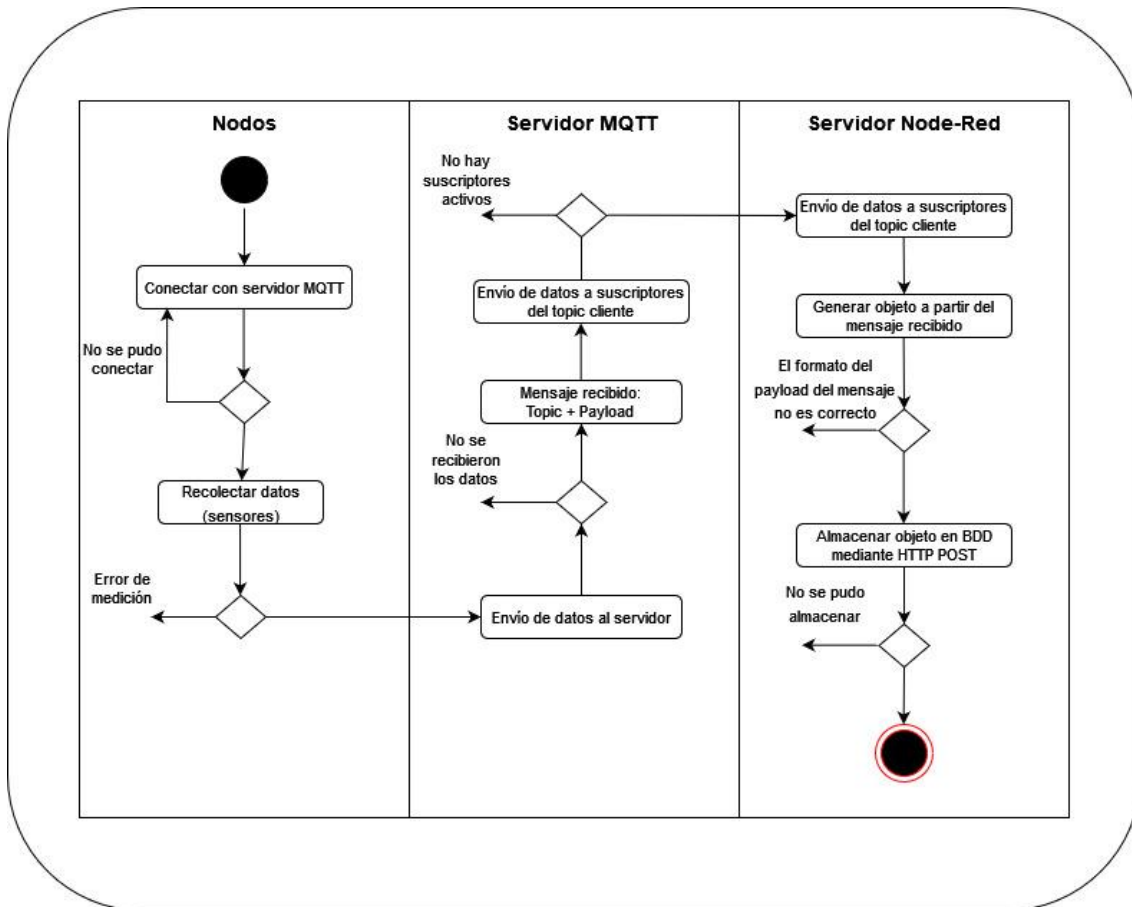 Nodos
Conectar con servidor MQTT
No se pudo
conectar
Recolectar datos
(sensores)
Error de
medición
Servidor MQTT
No hay
suscriptores
activos
Envío de datos a suscriptores
del topic cliente
Mensaje recibido:
Topic + Payload
No se
recibieron
los datos
Envío de datos al servidor
Servidor Node-Red
Envío de datos a suscriptores
del topic cliente
Generar objeto a partir del
mensaje recibido
El formato del
payload del mensaje
no es correcto
Almacenar objeto en BDD
mediante HTTP POST
No se pudo
almacenar